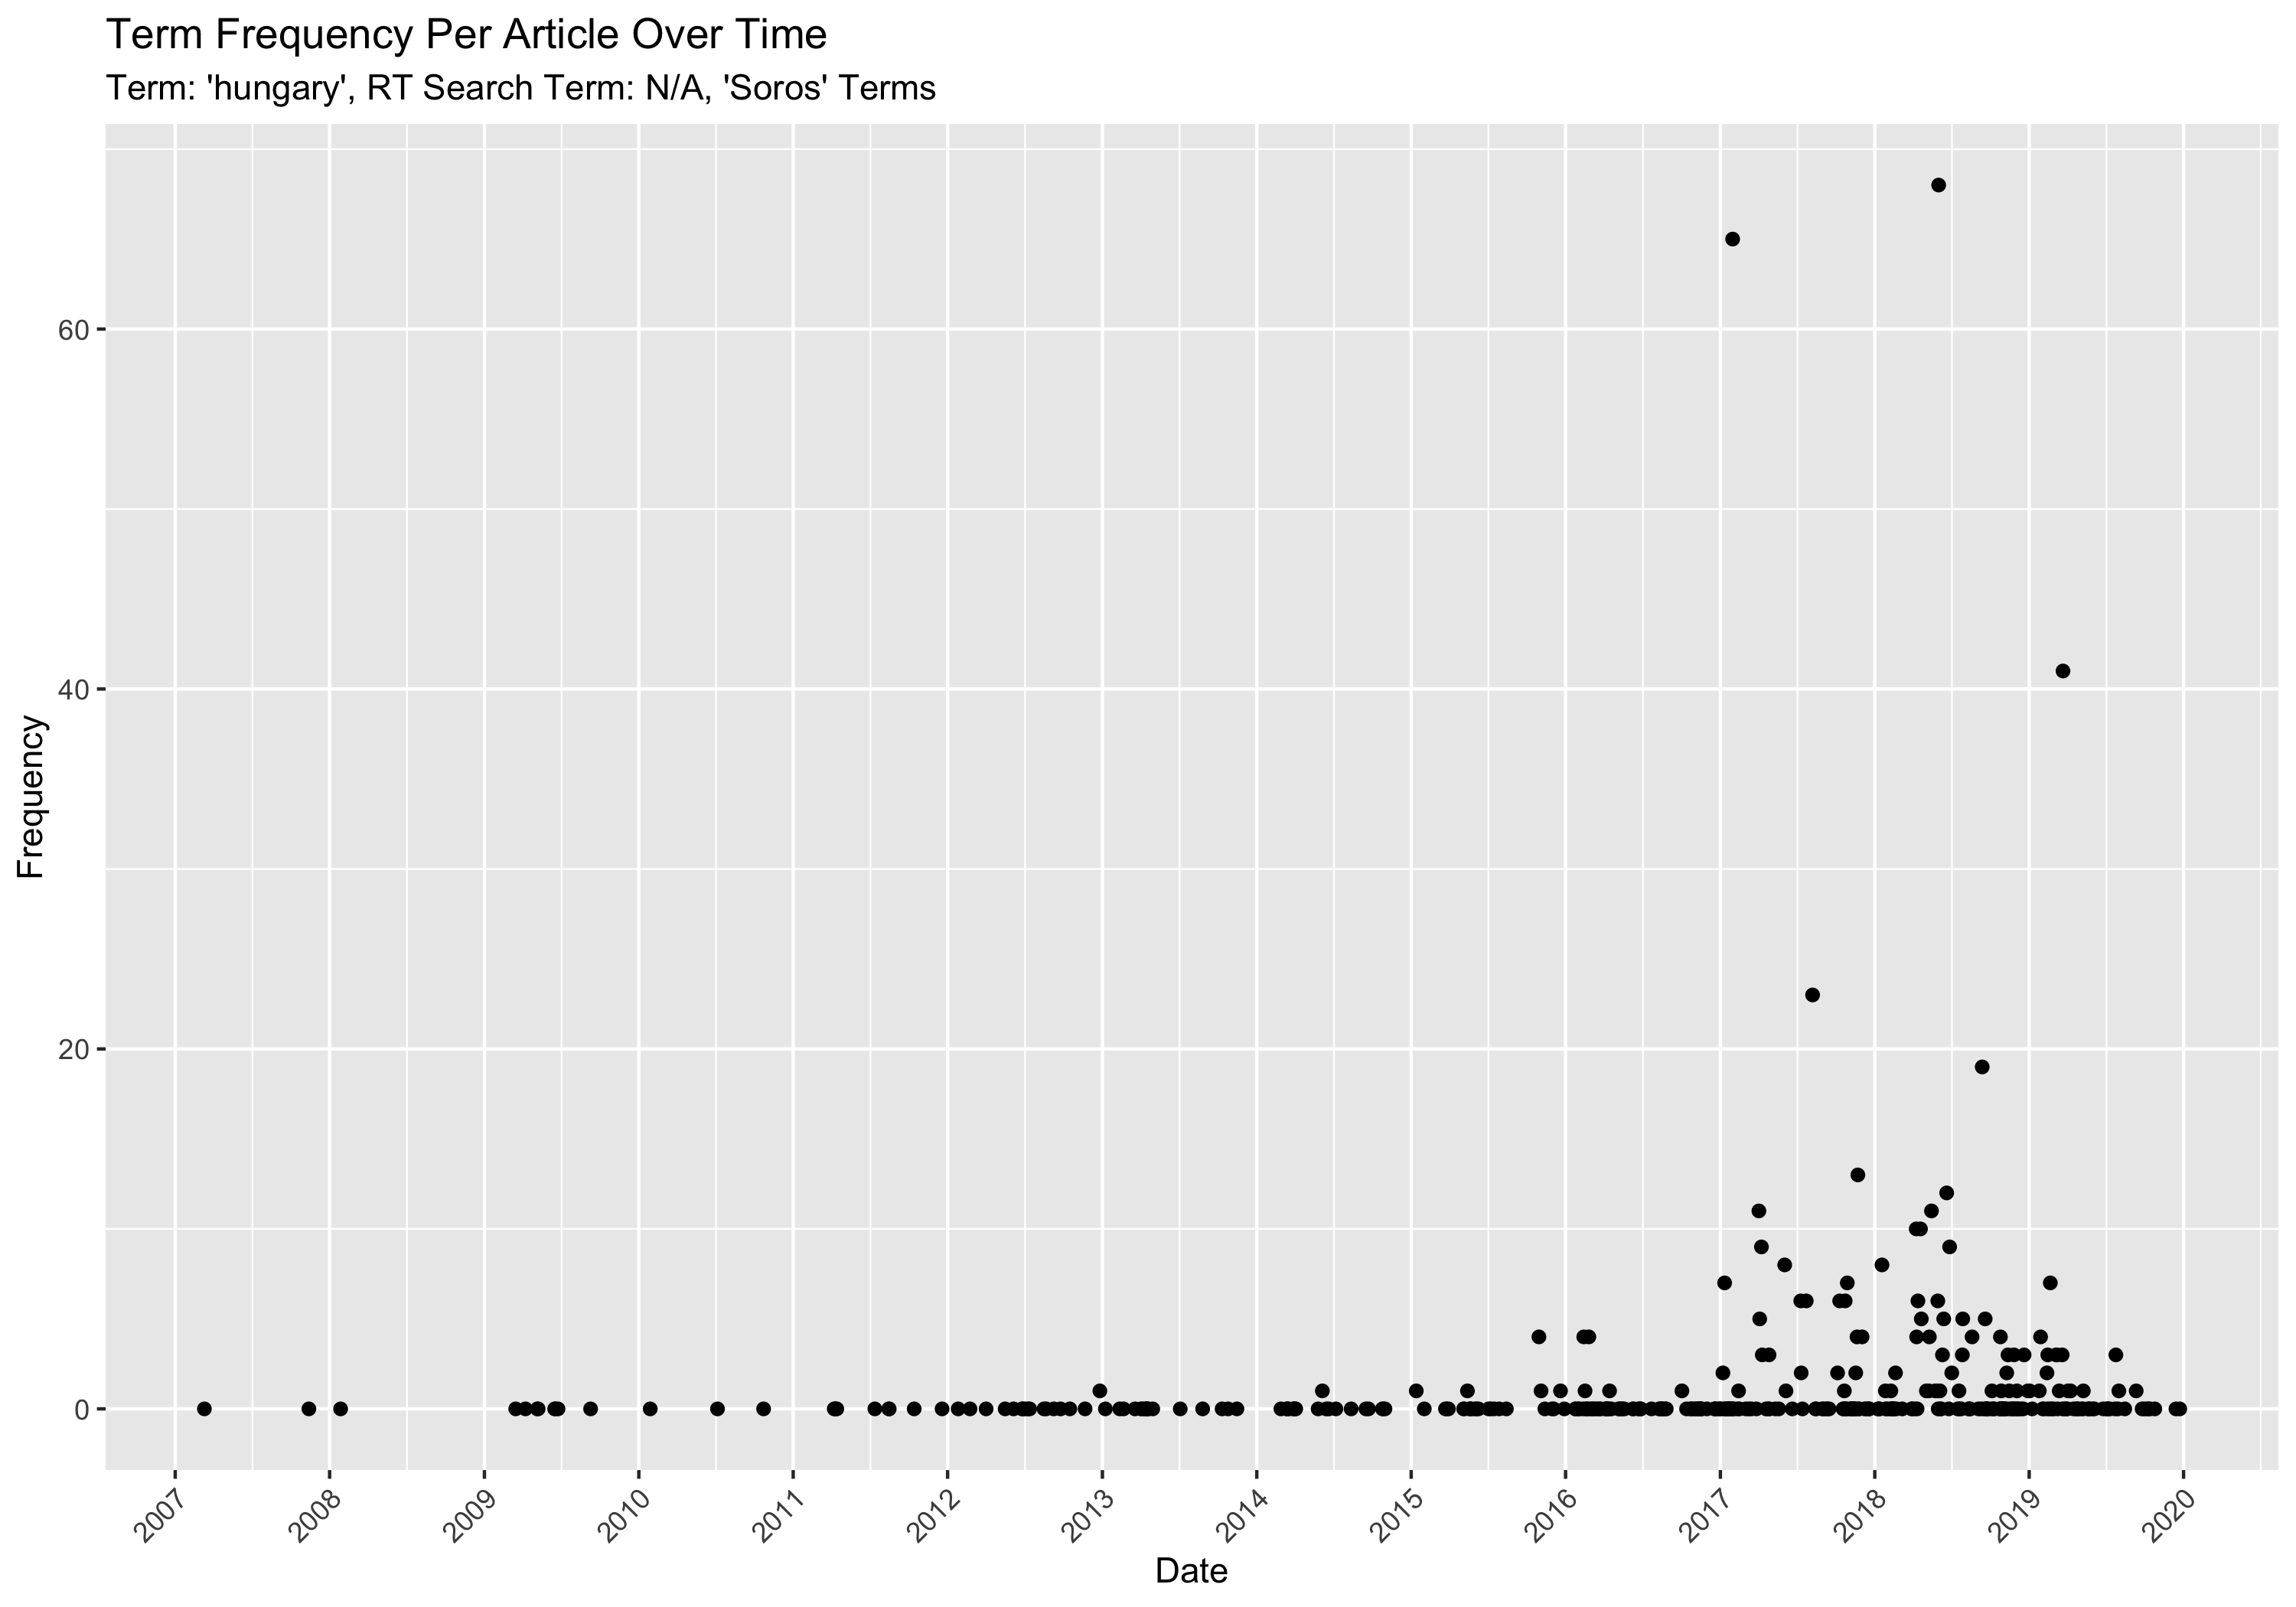 Term Frequency Per Article Over Time
Term: 'hungary', RT Search Term: N/A, 'Soros' Terms
60
40
20
0
Frequency
2007 2008 2009 2010 2011 2012 2013 2014 2015 2016 2017 2018 2019 2020
Date